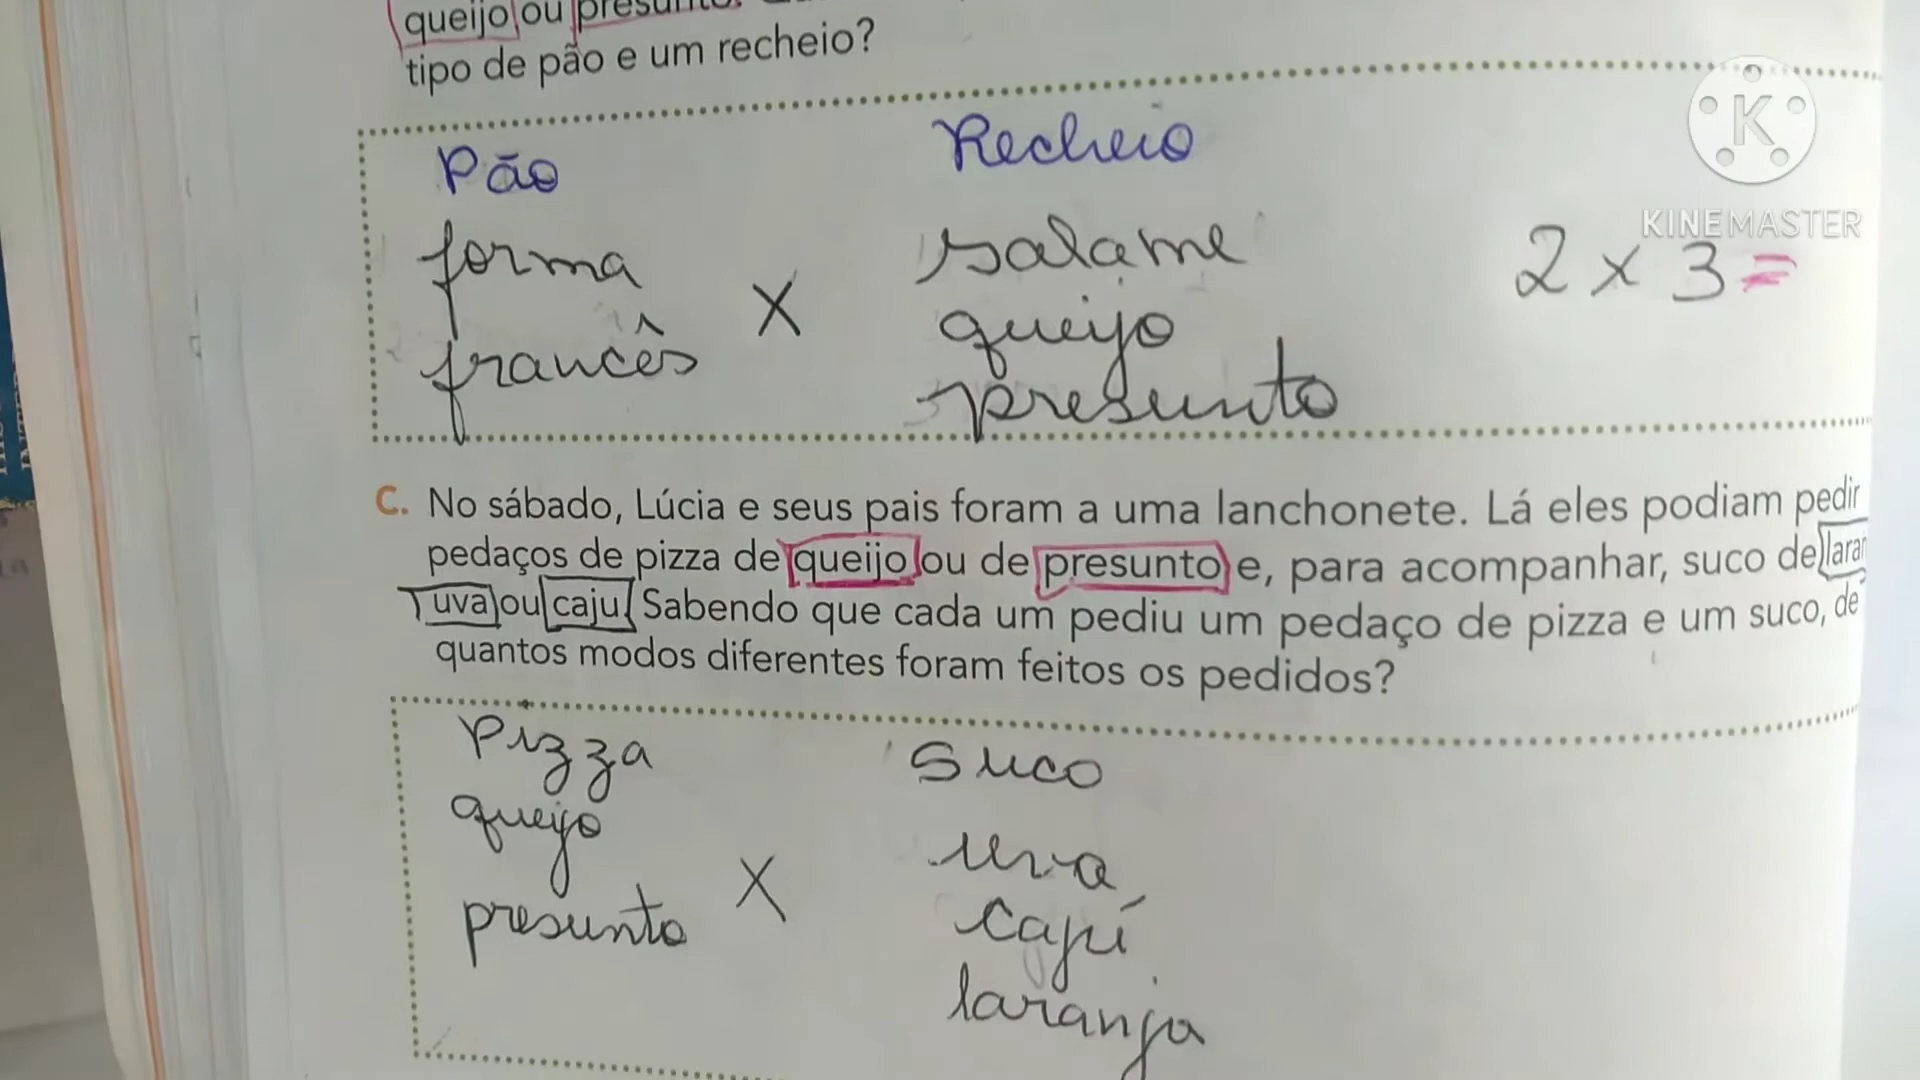 queijo ou presunto.
tipo de pão e um recheio?
Pão
Recheio
KINEMASTER
forma
salame
2 x 3 =
x
queijo
francês
presunto
C. No sábado, Lúcia e seus pais foram a uma lanchonete. Lá eles podiam pedir
pedaços de pizza de queijo ou de presunto e, para acompanhar, suco de laran
uva ou caju. Sabendo que cada um pediu um pedaço de pizza e um suco, de
quantos modos diferentes foram feitos os pedidos?
Pizza
suco
queijo
uva
x
presunto
cajú
laranja